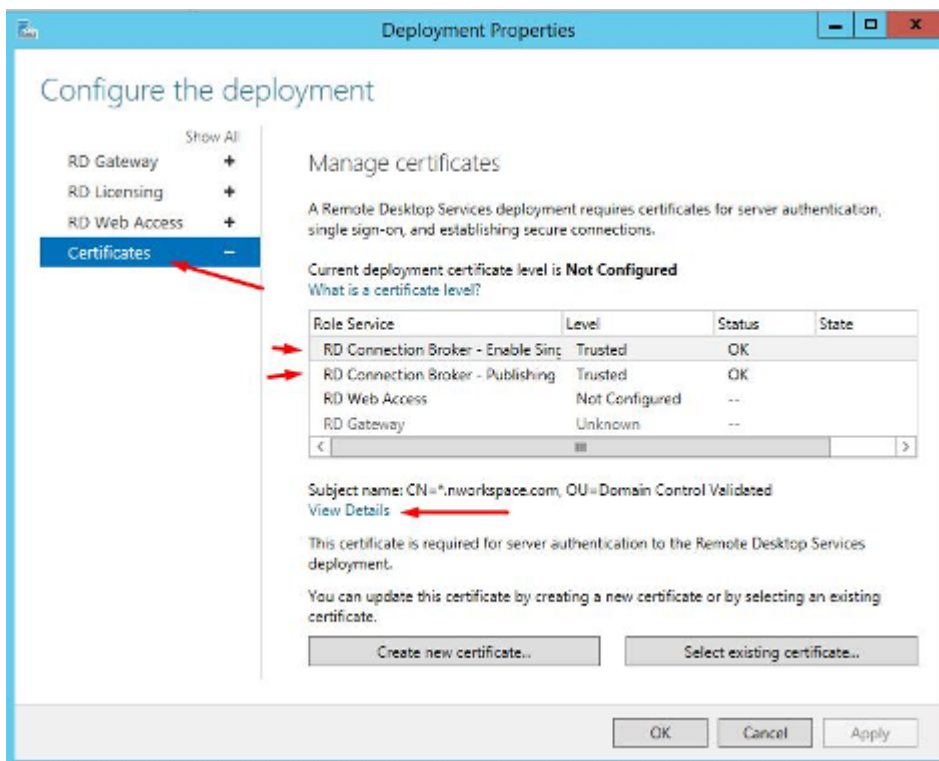 Deployment Properties
Configure the deployment
Show All
RD Gateway +
RD Licensing +
RD Web Access +
Certificates –
Manage certificates
A Remote Desktop Services deployment requires certificates for server authentication,
single sign-on, and establishing secure connections.
Current deployment certificate level is Not Configured
What is a certificate level?
Role Service Level Status State
RD Connection Broker - Enable Sing Trusted OK
RD Connection Broker - Publishing Trusted OK
RD Web Access Not Configured --
RD Gateway Unknown --
Subject name: CN=*.nworkspace.com, OU=Domain Control Validated
View Details
This certificate is required for server authentication to the Remote Desktop Services
deployment.
You can update this certificate by creating a new certificate or by selecting an existing
certificate.
Create new certificate..
Select existing certificate...
OK Cancel Apply